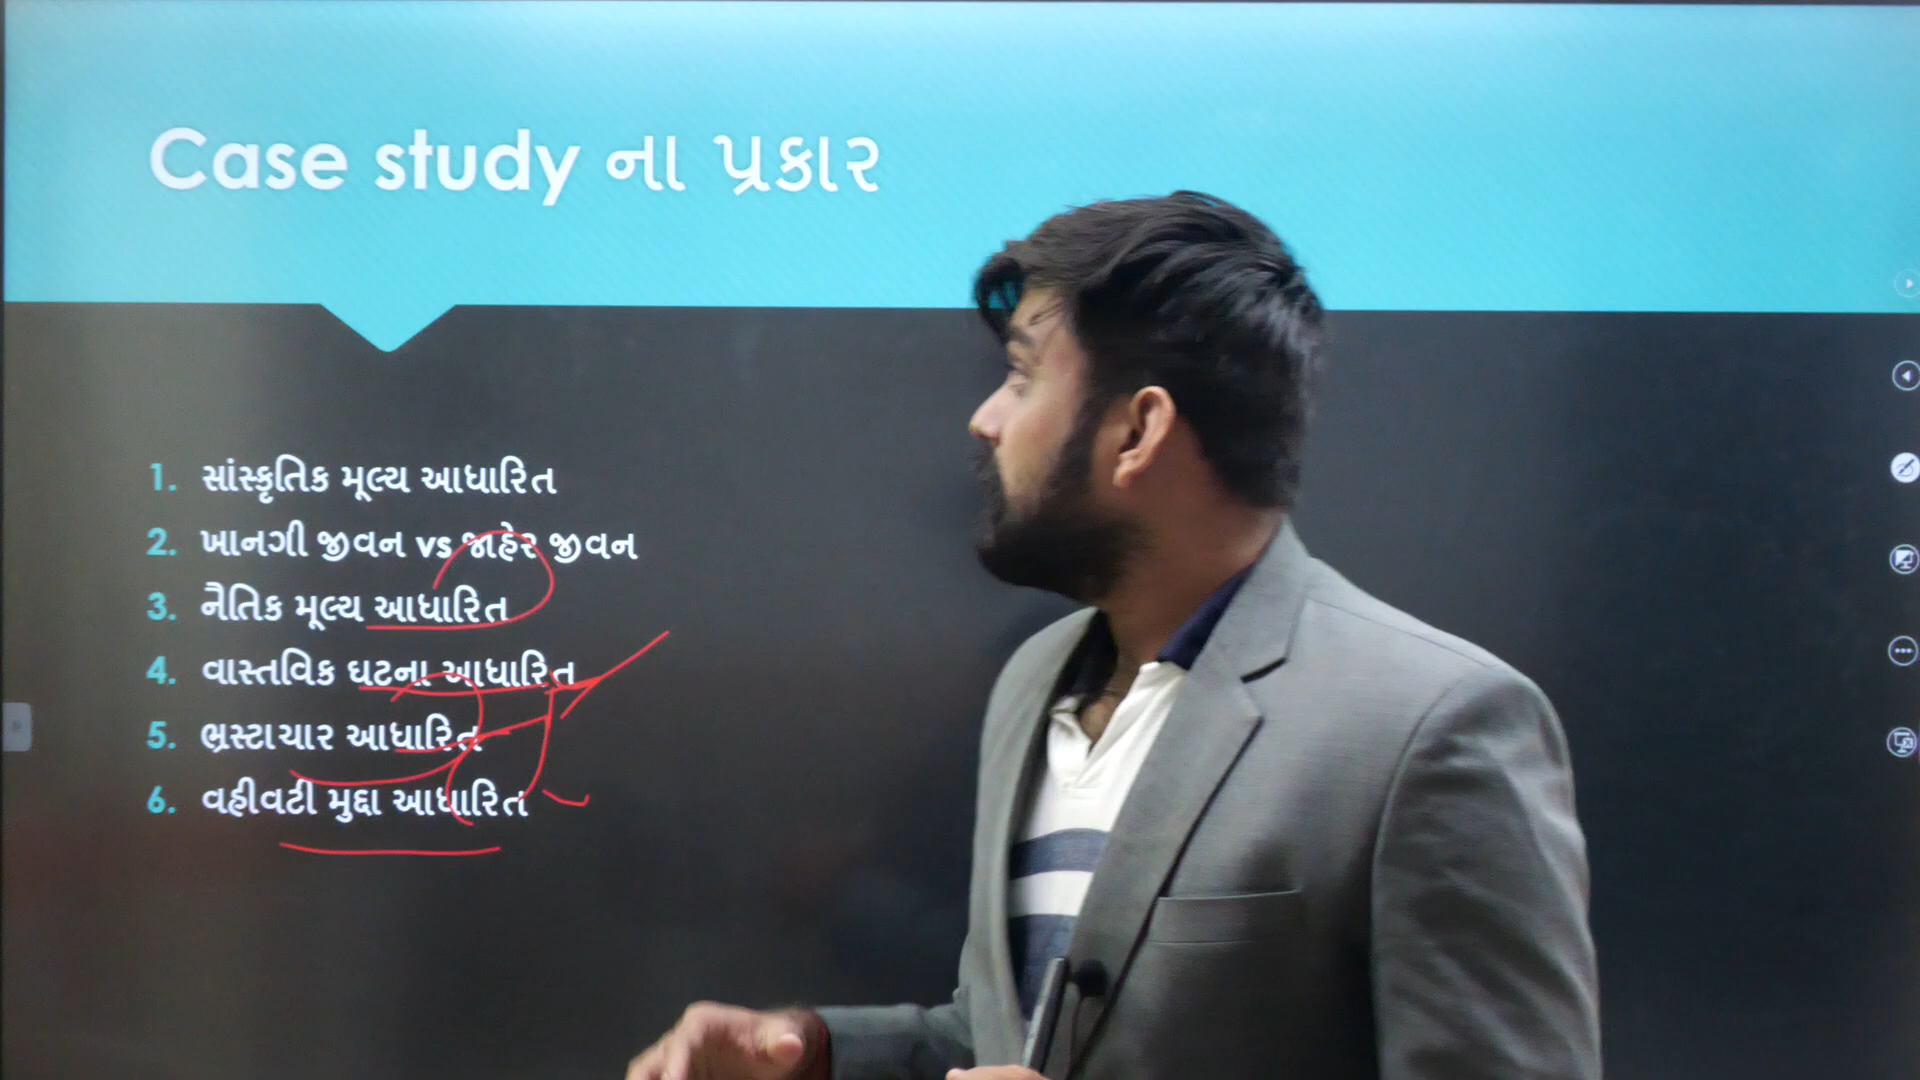 Case study ના પ્રકાર
1. સાંસ્કૃતિક મૂલ્ય આધારિત
2. ખાનગી જીવન vs જાહેર જીવન
3. નૈતિક મૂલ્ય આધારિત
4. વાસ્તવિક ઘટના આધારિત
5. ભ્રસ્ટાચાર આધારિત
6. વહીવટી મુદ્દા આધારિત